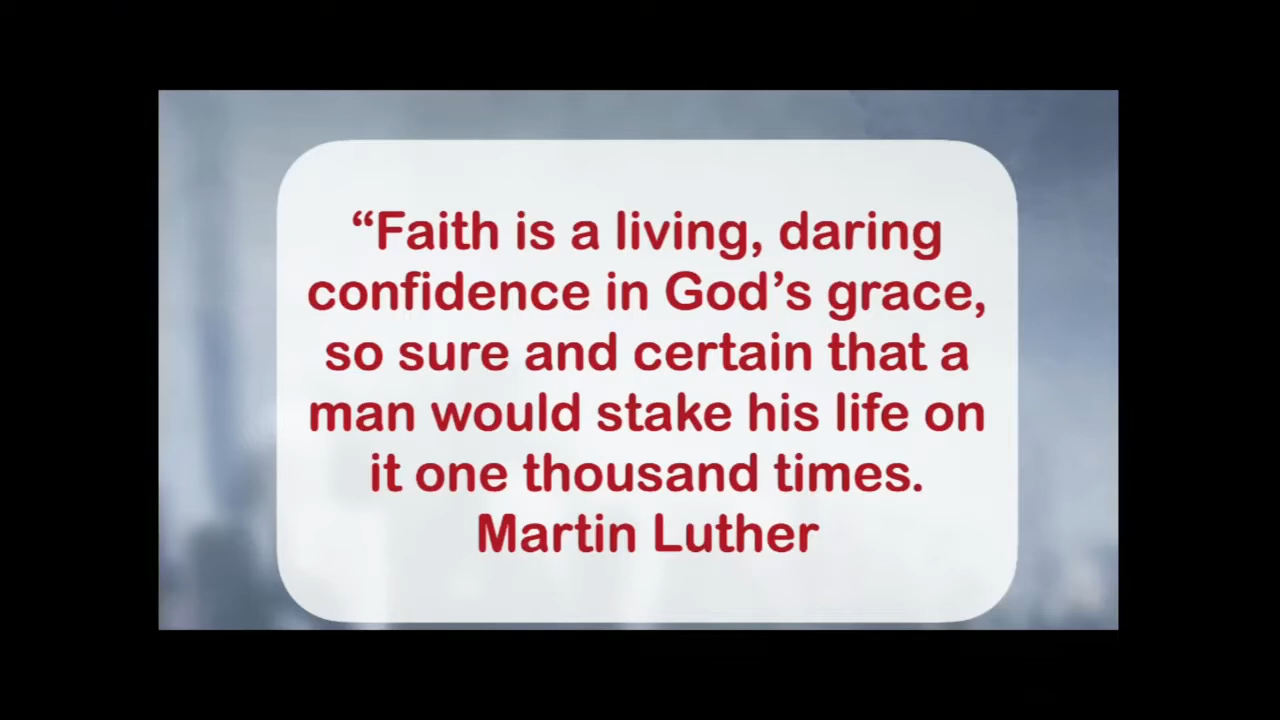 “Faith is a living, daring
confidence in God’s grace,
so sure and certain that a
man would stake his life on
it one thousand times.
Martin Luther